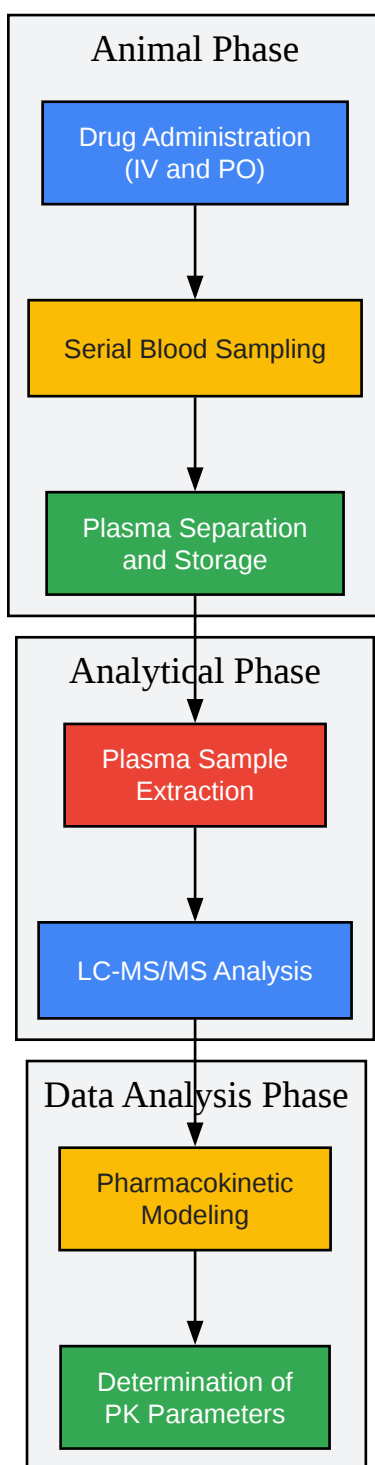 Animal Phase
Drug Administration
(IV and PO)
Serial Blood Sampling
Plasma Separation
and Storage
Analytical Phase
Plasma Sample
Extraction
LC-MS/MS Analysis
Data Analysis Phase
Pharmacokinetic
Modeling
Determination of
PK Parameters